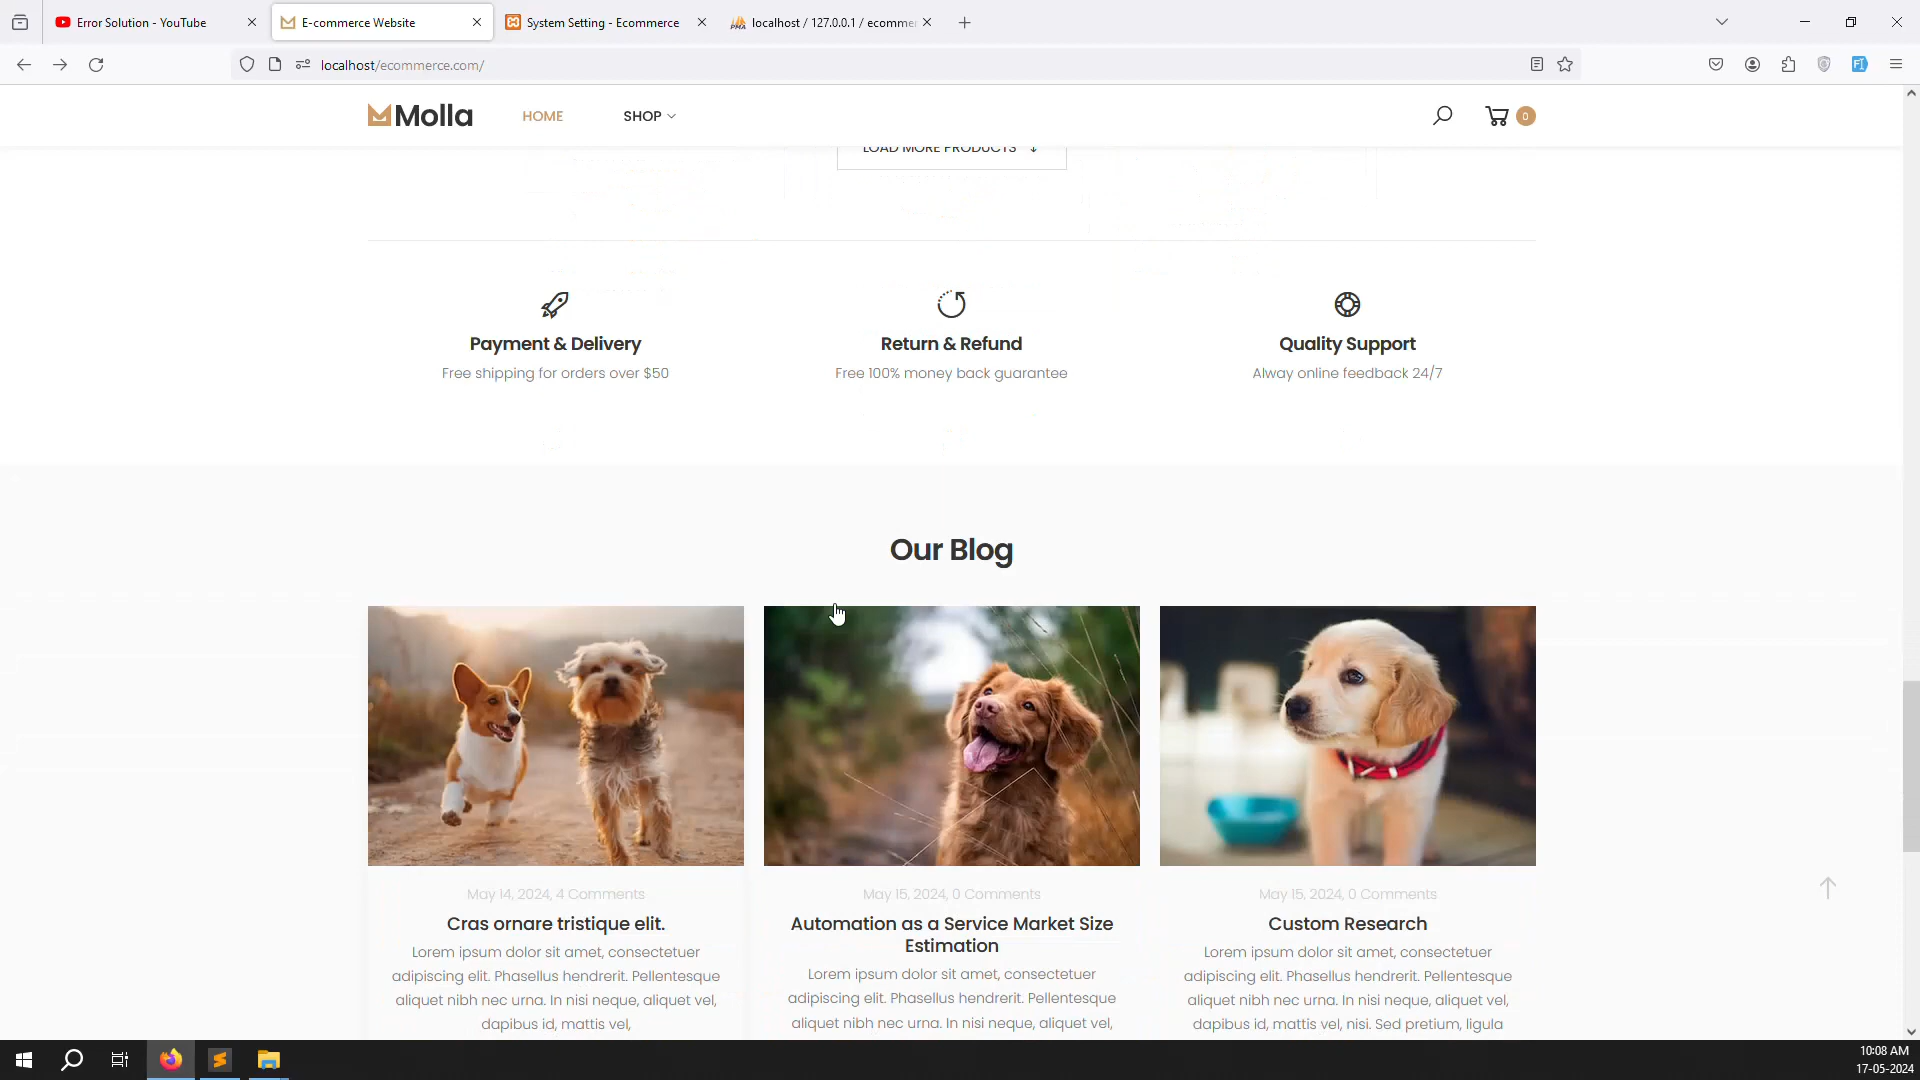 Error Solution - YouTube
E-commerce Website
System Setting - Ecommerce
localhost / 127.0.0.1 / ecomme
localhost/ecommerce.com/
Molla
HOME
SHOP
0
LOAD MORE PRODUCTS
Payment & Delivery
Free shipping for orders over $50
Return & Refund
Free 100% money back guarantee
Quality Support
Alway online feedback 24/7
Our Blog
May 14, 2024, 4 Comments
Cras ornare tristique elit.
Lorem ipsum dolor sit amet, consectetuer
adipiscing elit. Phasellus hendrerit. Pellentesque
aliquet nibh nec urna. In nisi neque, aliquet vel,
dapibus id, mattis vel,
May 15, 2024, 0 Comments
Automation as a Service Market Size
Estimation
Lorem ipsum dolor sit amet, consectetuer
adipiscing elit. Phasellus hendrerit. Pellentesque
aliquet nibh nec urna. In nisi neque, aliquet vel,
May 15, 2024, 0 Comments
Custom Research
Lorem ipsum dolor sit amet, consectetuer
adipiscing elit. Phasellus hendrerit. Pellentesque
aliquet nibh nec urna. In nisi neque, aliquet vel,
dapibus id, mattis vel, nisi. Sed pretium, ligula
10:08 AM
17-05-2024